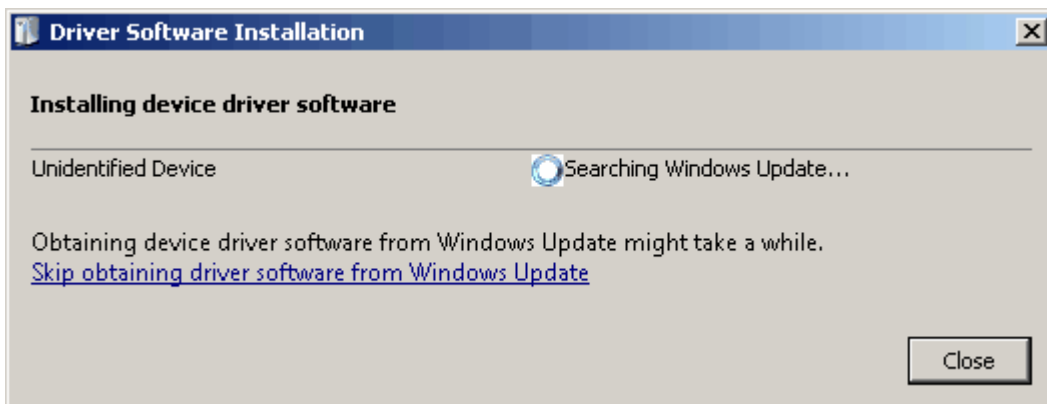 Driver Software Installation
Installing device driver software
Unidentified Device Searching Windows Update...
Obtaining device driver software from Windows Update might take a while.
Skip obtaining driver software from Windows Update
Close